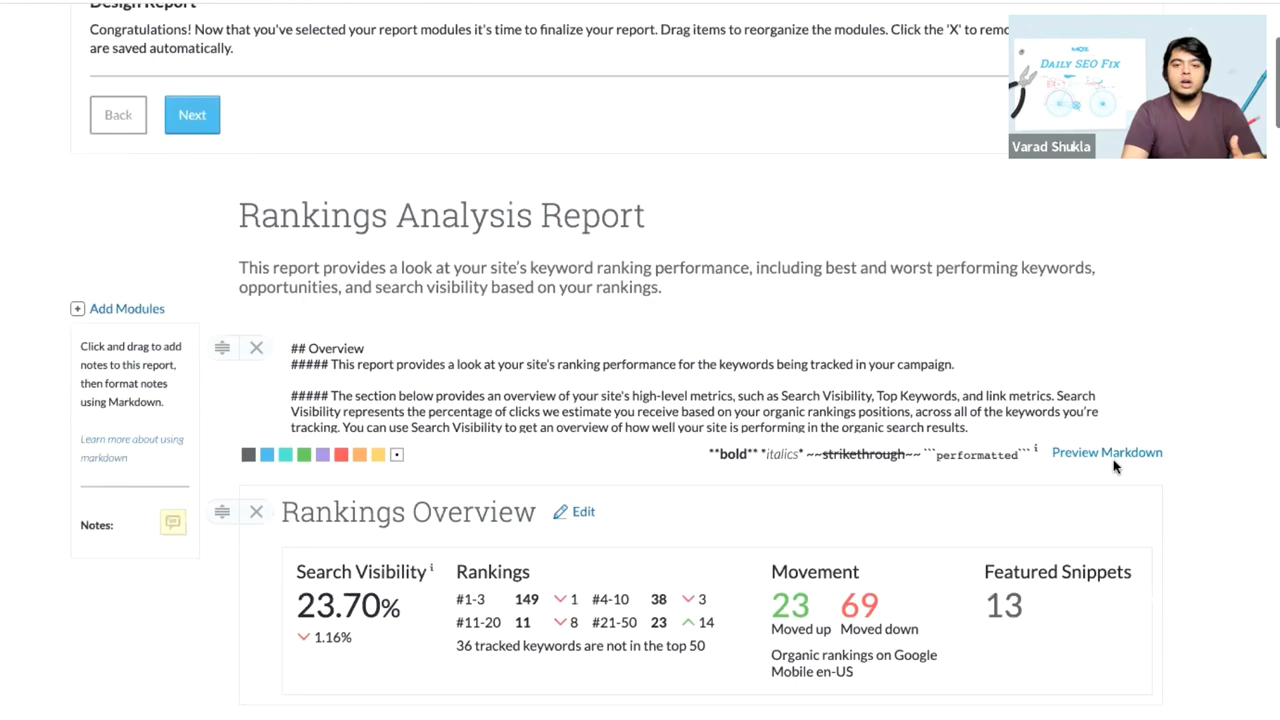 Design Report
Congratulations! Now that you've selected your report modules it's time to finalize your report. Drag items to reorganize the modules. Click the 'X' to
are saved automatically.
Back
Next
MOZ
DAILY SEO FIX
Varad Shukla
Rankings Analysis Report
This report provides a look at your site's keyword ranking performance, including best and worst performing keywords,
opportunities, and search visibility based on your rankings.
+ Add Modules
Click and drag to add
notes to this report,
then format notes
using Markdown.
Learn more about using
markdown
Notes:
## Overview
##### This report provides a look at your site's ranking performance for the keywords being tracked in your campaign.
##### The section below provides an overview of your site's high-level metrics, such as Search Visibility, Top Keywords, and link metrics. Search
Visibility represents the percentage of clicks we estimate you receive based on your organic rankings positions, across all of the keywords you're
tracking. You can use Search Visibility to get an overview of how well your site is performing in the organic search results.
**bold** *italics* ~~strikethrough~~ ```performatted``` i Preview Markdown
Rankings Overview Edit
Search Visibility i
23.70%
1.16%
Rankings
#1-3 149 1 #4-10 38 3
#11-20 11 8 #21-50 23 14
36 tracked keywords are not in the top 50
Movement
23 69
Moved up Moved down
Organic rankings on Google
Mobile en-US
Featured Snippets
13